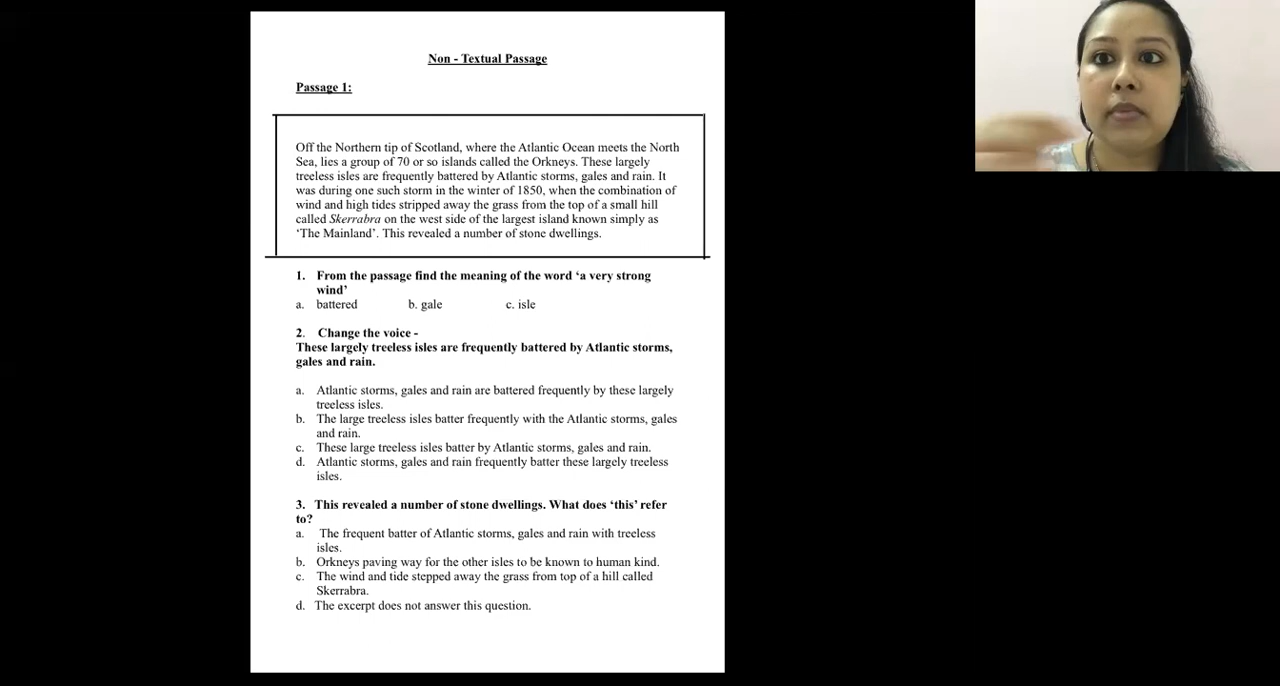 Non - Textual Passage
Passage 1:
Off the Northern tip of Scotland, where the Atlantic Ocean meets the North
Sea, lies a group of 70 or so islands called the Orkneys. These largely
treeless isles are frequently battered by Atlantic storms, gales and rain. It
was during one such storm in the winter of 1850, when the combination of
wind and high tides stripped away the grass from the top of a small hill
called Skerrabra on the west side of the largest island known simply as
‘The Mainland’. This revealed a number of stone dwellings.
1. From the passage find the meaning of the word ‘a very strong
wind’
a. battered b. gale c. isle
2. Change the voice -
These largely treeless isles are frequently battered by Atlantic storms,
gales and rain.
a. Atlantic storms, gales and rain are battered frequently by these largely
treeless isles.
b. The large treeless isles batter frequently with the Atlantic storms, gales
and rain.
c. These large treeless isles batter by Atlantic storms, gales and rain.
d. Atlantic storms, gales and rain frequently batter these largely treeless
isles.
3. This revealed a number of stone dwellings. What does ‘this’ refer
to?
a. The frequent batter of Atlantic storms, gales and rain with treeless
isles.
b. Orkneys paving way for the other isles to be known to human kind.
c. The wind and tide stepped away the grass from top of a hill called
Skerrabra.
d. The excerpt does not answer this question.